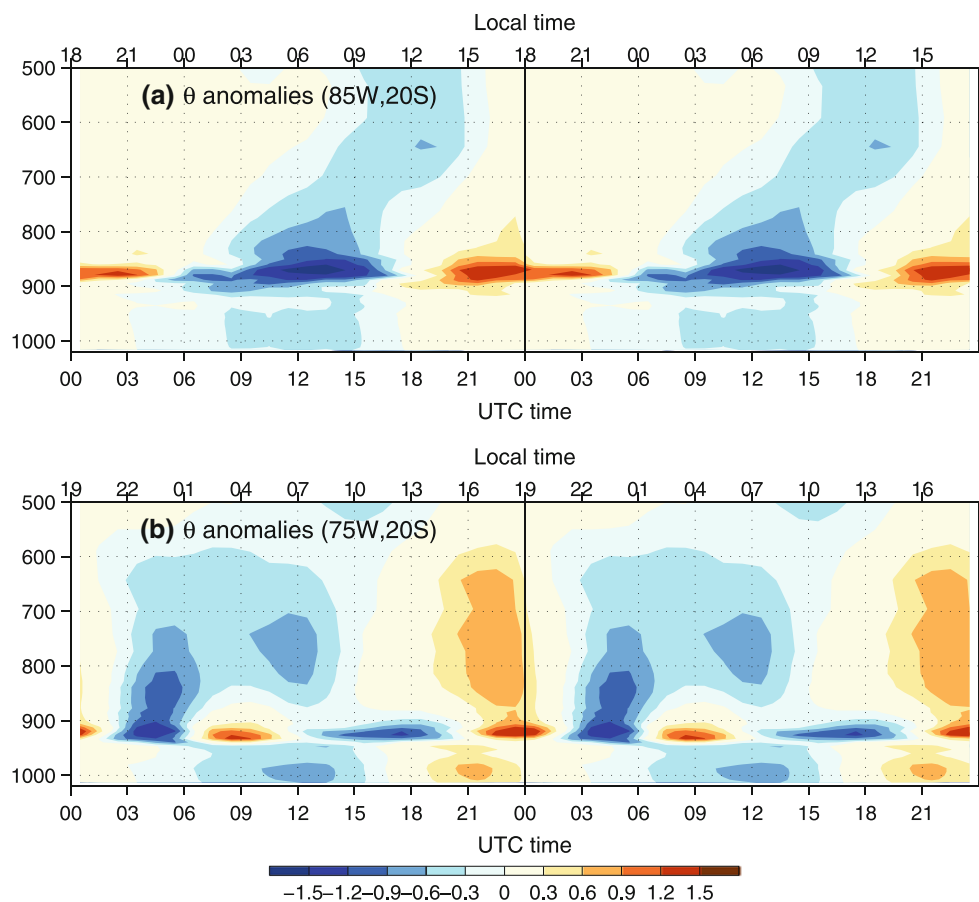 Local time
18 21 00 03 06 09 12 15 18 21 00 03 06 09 12 15
(a) θ anomalies (85W,20S)
500
600
700
800
900
1000
00 03 06 09 12 15 18 21 00 03 06 09 12 15 18 21
UTC time
Local time
19 22 01 04 07 10 13 16 19 22 01 04 07 10 13 16
(b) θ anomalies (75W,20S)
500
600
700
800
900
1000
00 03 06 09 12 15 18 21 00 03 06 09 12 15 18 21
UTC time
−1.5 −1.2 −0.9 −0.6 −0.3 0 0.3 0.6 0.9 1.2 1.5